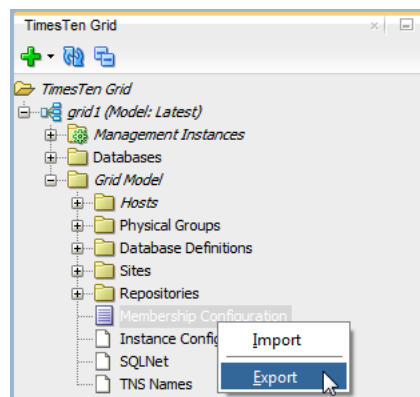 TimesTen Grid
TimesTen Grid
grid1 (Model: Latest)
Management Instances
Databases
Grid Model
Hosts
Physical Groups
Database Definitions
Sites
Repositories
Membership Configuration
Instance Config
Import
SQLNet
Export
TNS Names